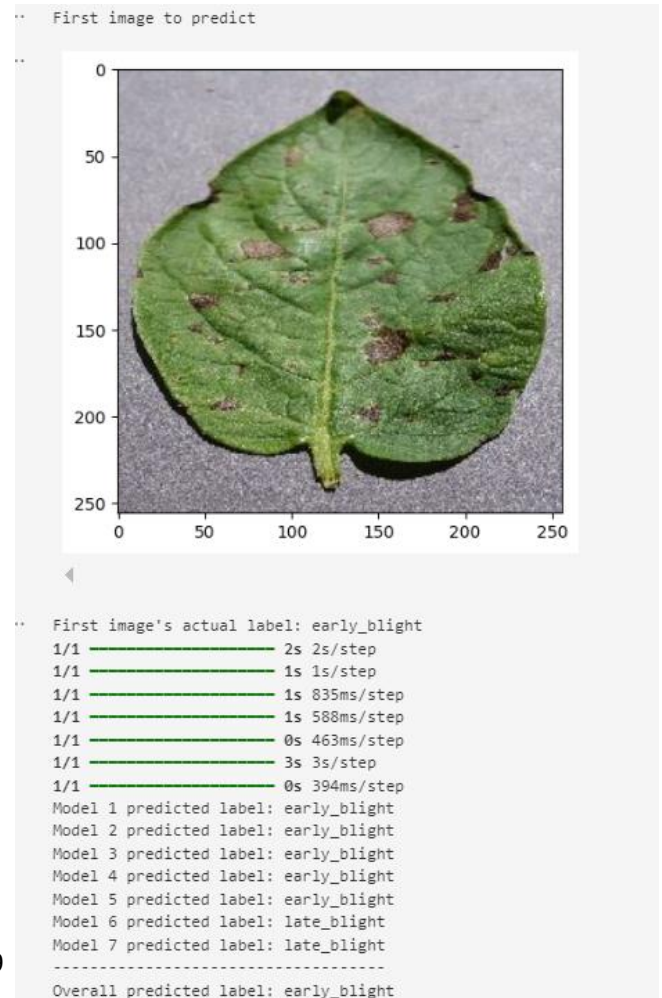 First image to predict
0
50
100
150
200
250
0 50 100 150 200 250
First image's actual label: early_blight
1/1 ━━━━━━━━━━━━━━━━━━━━ 2s 2s/step
1/1 ━━━━━━━━━━━━━━━━━━━━ 1s 1s/step
1/1 ━━━━━━━━━━━━━━━━━━━━ 1s 835ms/step
1/1 ━━━━━━━━━━━━━━━━━━━━ 1s 588ms/step
1/1 ━━━━━━━━━━━━━━━━━━━━ 0s 463ms/step
1/1 ━━━━━━━━━━━━━━━━━━━━ 3s 3s/step
1/1 ━━━━━━━━━━━━━━━━━━━━ 0s 394ms/step
Model 1 predicted label: early_blight
Model 2 predicted label: early_blight
Model 3 predicted label: early_blight
Model 4 predicted label: early_blight
Model 5 predicted label: early_blight
Model 6 predicted label: late_blight
Model 7 predicted label: late_blight
------------------------------------
Overall predicted label: early_blight